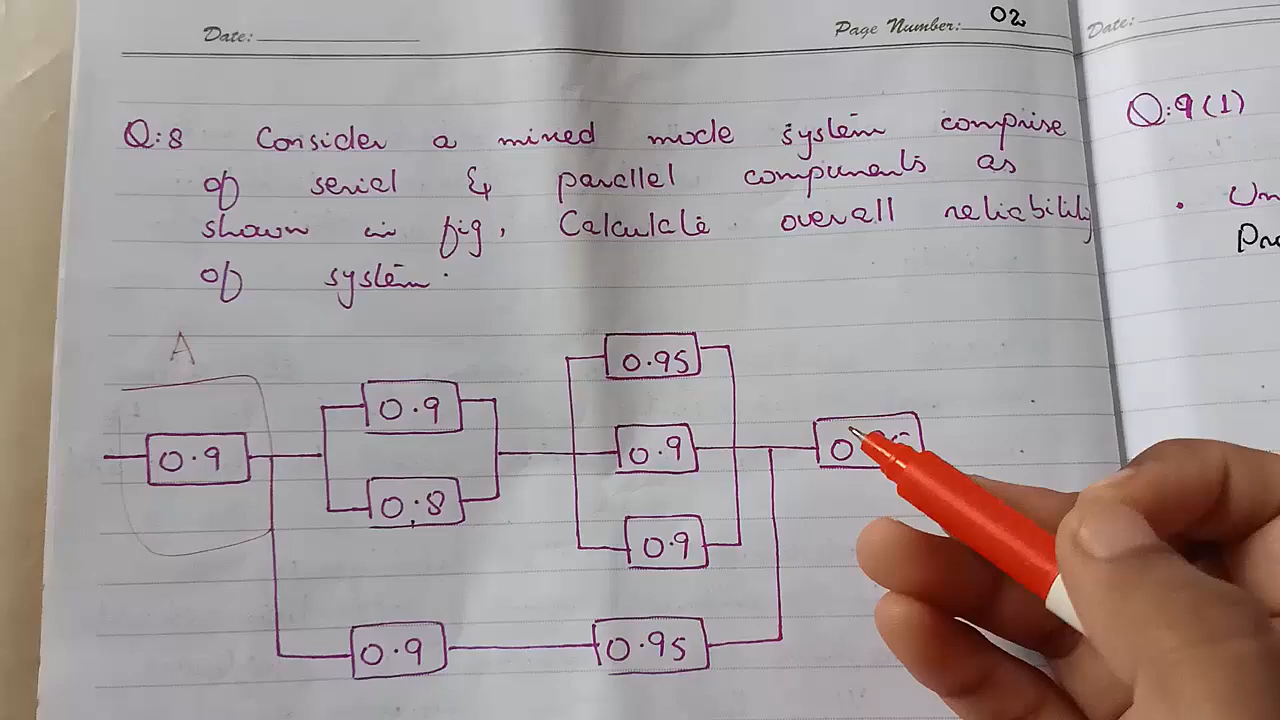 Date:
Page Number: 02
Date:
Q:8 Consider a mixed mode system comprise
of serial & parallel components as
shown in fig, Calculate overall reliability
of system.
Q:9(1)
A
0.95
0.9
0.9
0.9
0.8
0.9
0.9
0.9
0.95